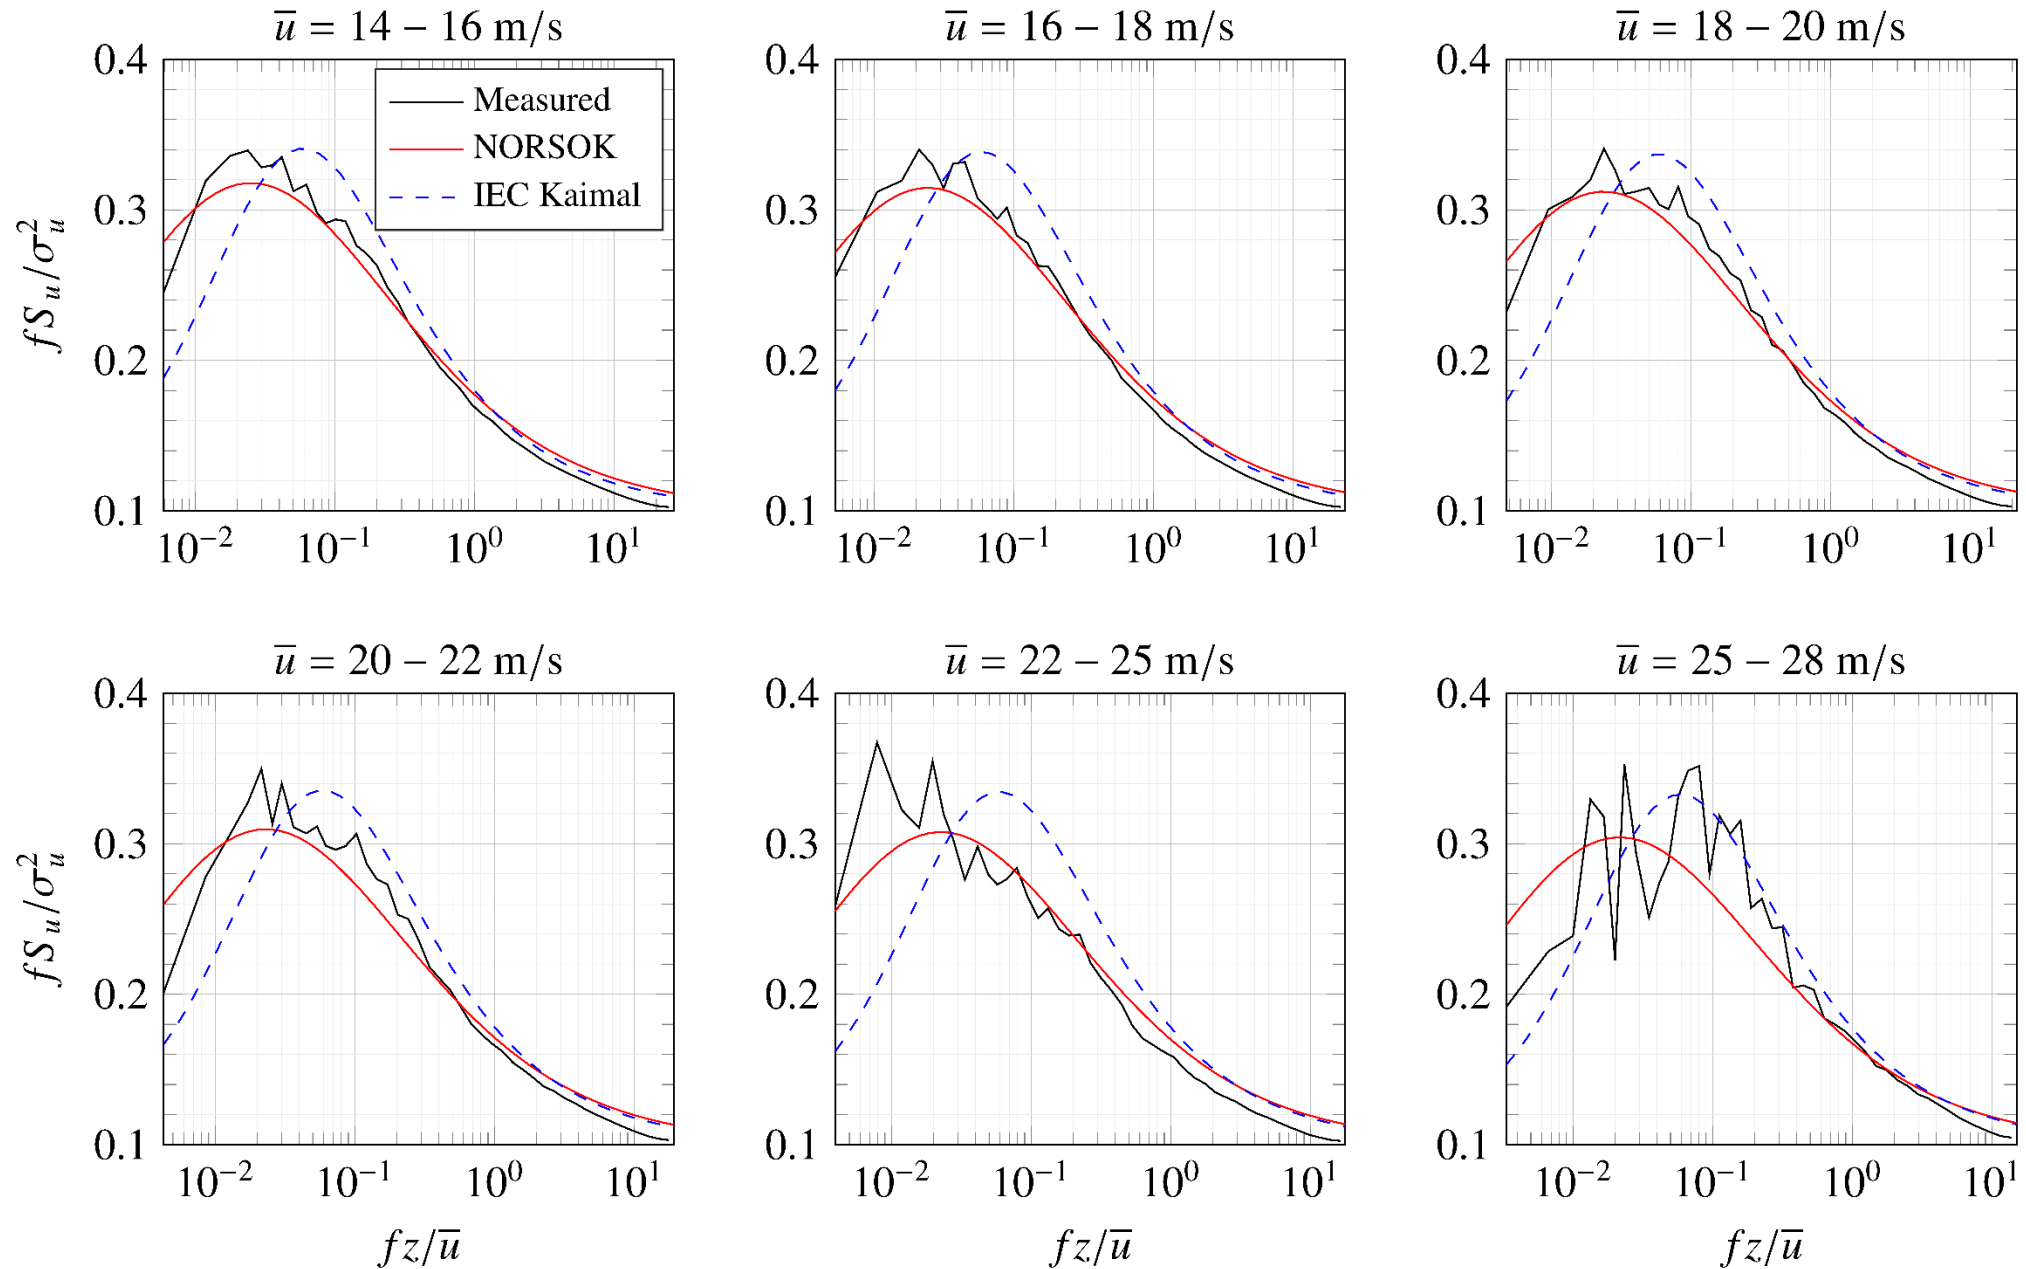 u̅ = 14 – 16 m/s
u̅ = 16 – 18 m/s
u̅ = 18 – 20 m/s
0.4
0.3
0.2
0.1
fS_u/σ_u^2
Measured
NORSOK
IEC Kaimal
10^−2 10^−1 10^0 10^1
0.4
0.3
0.2
0.1
10^−2 10^−1 10^0 10^1
0.4
0.3
0.2
0.1
10^−2 10^−1 10^0 10^1
u̅ = 20 – 22 m/s
u̅ = 22 – 25 m/s
u̅ = 25 – 28 m/s
0.4
0.3
0.2
0.1
fS_u/σ_u^2
10^−2 10^−1 10^0 10^1
fz/u̅
0.4
0.3
0.2
0.1
10^−2 10^−1 10^0 10^1
fz/u̅
0.4
0.3
0.2
0.1
10^−2 10^−1 10^0 10^1
fz/u̅